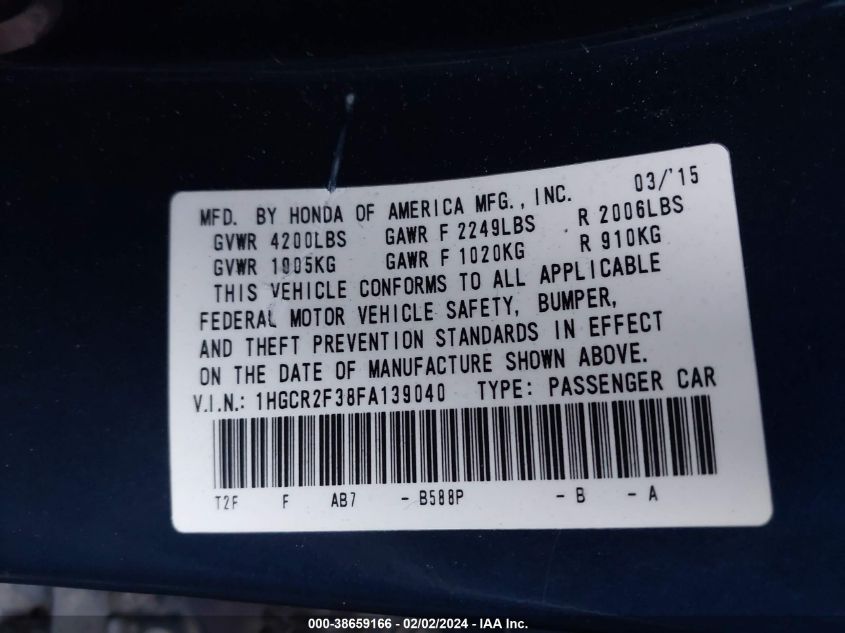 MFD. BY HONDA OF AMERICA MFG., INC. 03/'15
GVWR 4200LBS GAWR F 2249LBS R 2006LBS
GVWR 1905KG GAWR F 1020KG R 910KG
THIS VEHICLE CONFORMS TO ALL APPLICABLE
FEDERAL MOTOR VEHICLE SAFETY, BUMPER,
AND THEFT PREVENTION STANDARDS IN EFFECT
ON THE DATE OF MANUFACTURE SHOWN ABOVE.
V.I.N.: 1HGCR2F38FA139040 TYPE: PASSENGER CAR
T2F F AB7 - B588P - B - A
000-38659166 - 02/02/2024 - IAA Inc.